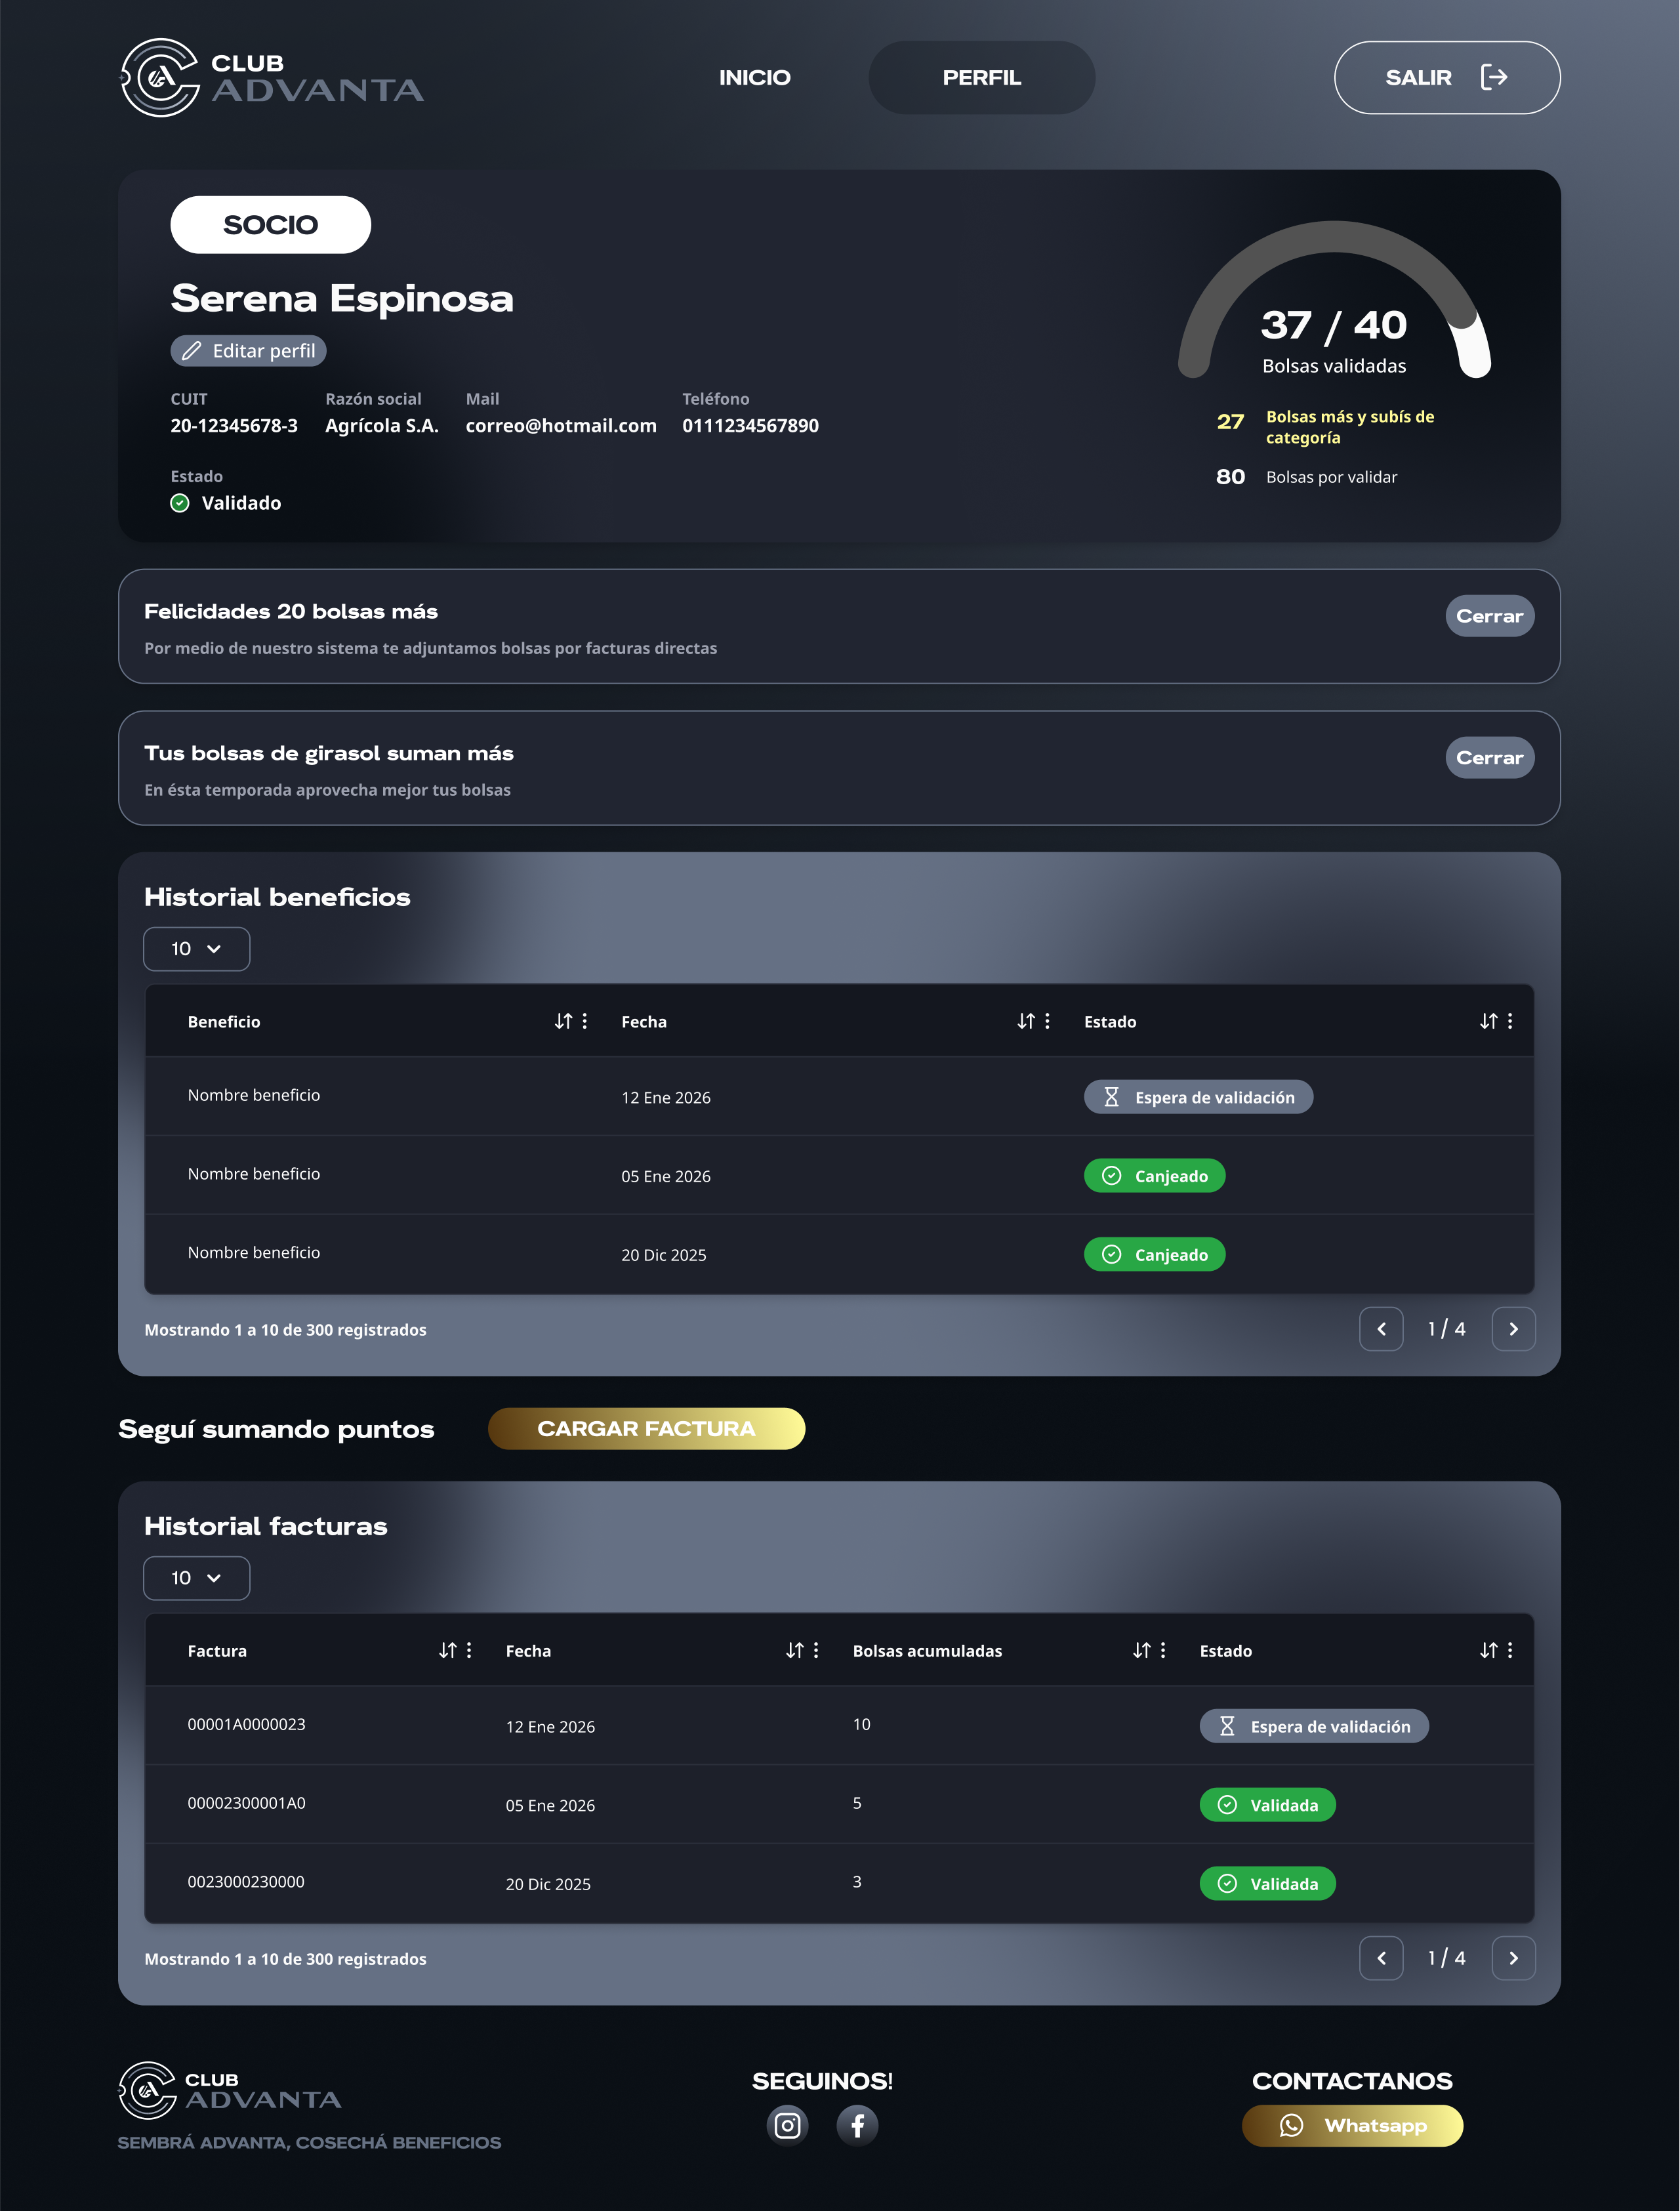 CLUB
ADVANTA
INICIO
PERFIL
SALIR
SOCIO
Serena Espinosa
Editar perfil
CUIT
20-12345678-3
Razón social
Agrícola S.A.
Mail
correo@hotmail.com
Teléfono
0111234567890
Estado
Validado
37 / 40
Bolsas validadas
27 Bolsas más y subís de
categoría
80 Bolsas por validar
Felicidades 20 bolsas más
Cerrar
Por medio de nuestro sistema te adjuntamos bolsas por facturas directas
Tus bolsas de girasol suman más
Cerrar
En ésta temporada aprovecha mejor tus bolsas
Historial beneficios
10
Beneficio Fecha Estado
Nombre beneficio 12 Ene 2026 Espera de validación
Nombre beneficio 05 Ene 2026 Canjeado
Nombre beneficio 20 Dic 2025 Canjeado
Mostrando 1 a 10 de 300 registrados
1 / 4
Seguí sumando puntos
CARGAR FACTURA
Historial facturas
10
Factura Fecha Bolsas acumuladas Estado
00001A0000023 12 Ene 2026 10 Espera de validación
00002300001A0 05 Ene 2026 5 Validada
0023000230000 20 Dic 2025 3 Validada
Mostrando 1 a 10 de 300 registrados
1 / 4
CLUB
ADVANTA
SEMBRÁ ADVANTA, COSECHÁ BENEFICIOS
SEGUINOS!
CONTACTANOS
Whatsapp